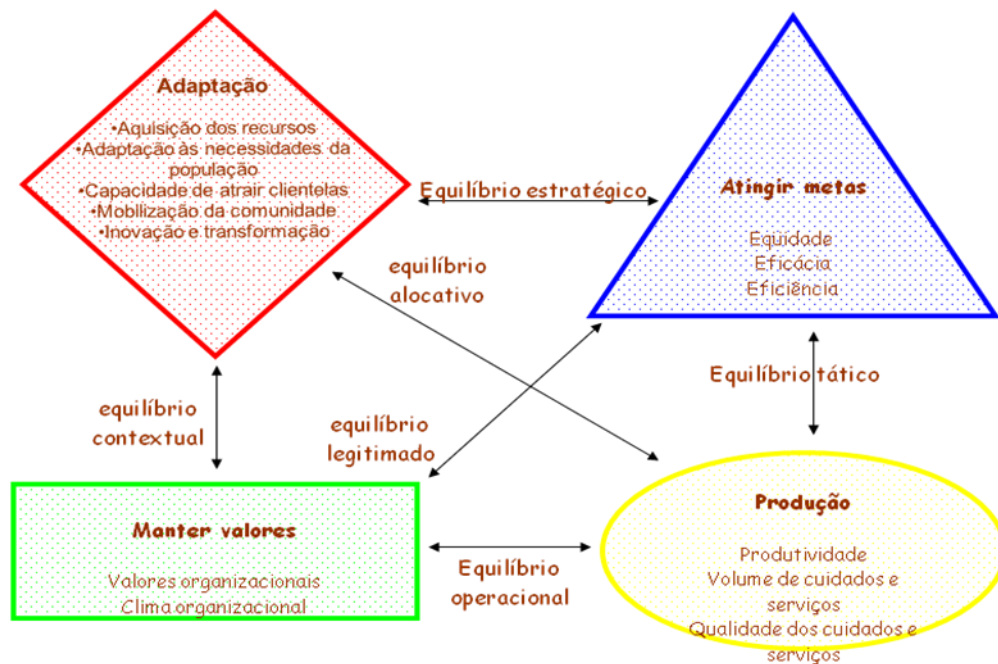 Adaptação
•Aquisição dos recursos
•Adaptação às necessidades da
população
•Capacidade de atrair clientelas
•Mobilização da comunidade
•Inovação e transformação
Equilíbrio estratégico
Atingir metas
Eqüidade
Eficácia
Eficiência
equilíbrio
alocativo
Equilíbrio tático
equilíbrio
contextual
equilíbrio
legitimado
Manter valores
Valores organizacionais
Clima organizacional
Equilíbrio
operacional
Produção
Produtividade
Volume de cuidados e
serviços
Qualidade dos cuidados e
serviços